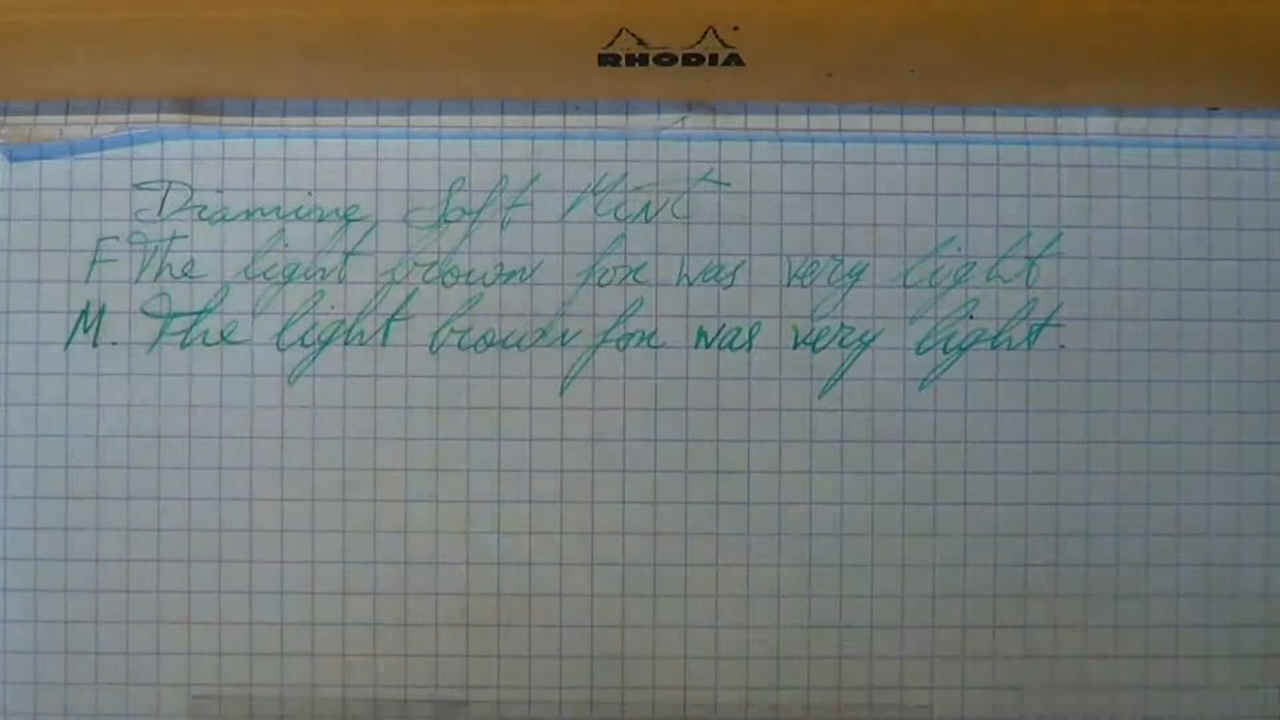 RHODIA
Diamine Soft Mint
F The light brown fox was very light
M. The light brown fox was very light.